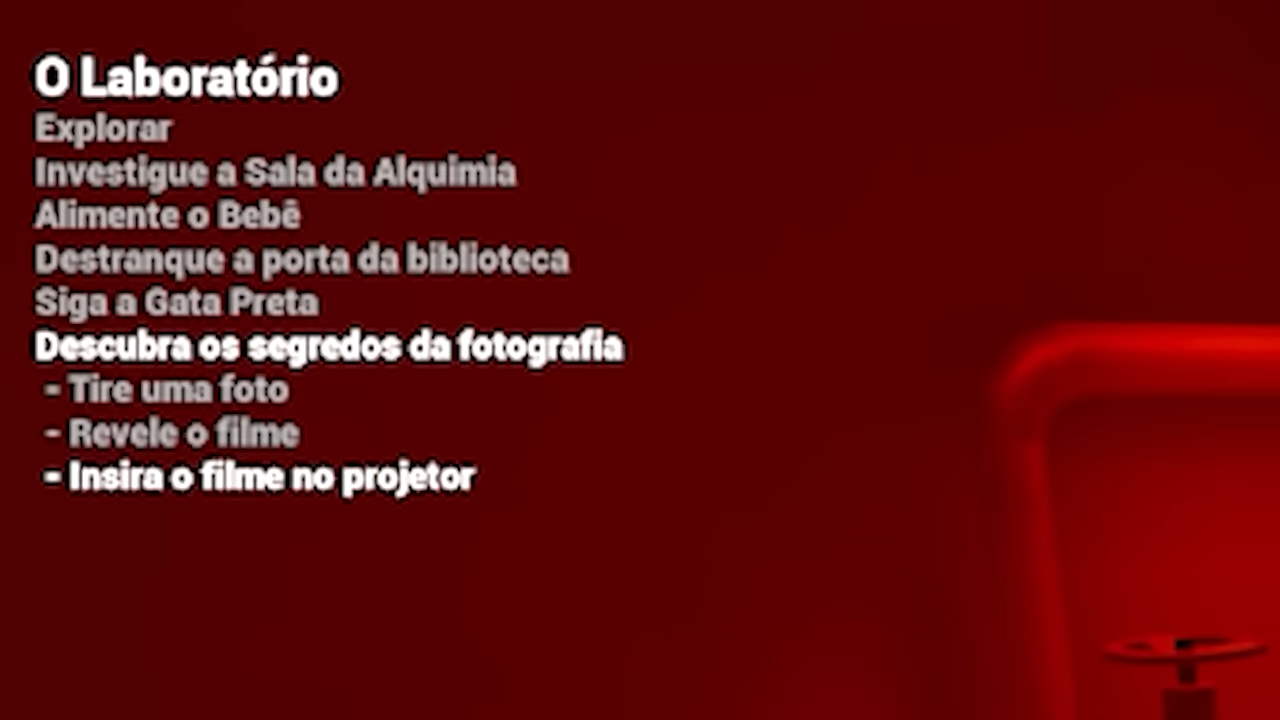 O Laboratório
Explorar
Investigue a Sala da Alquimia
Alimente o Bebê
Destranque a porta da biblioteca
Siga a Gata Preta
Descubra os segredos da fotografia
- Tire uma foto
- Revele o filme
- Insira o filme no projetor